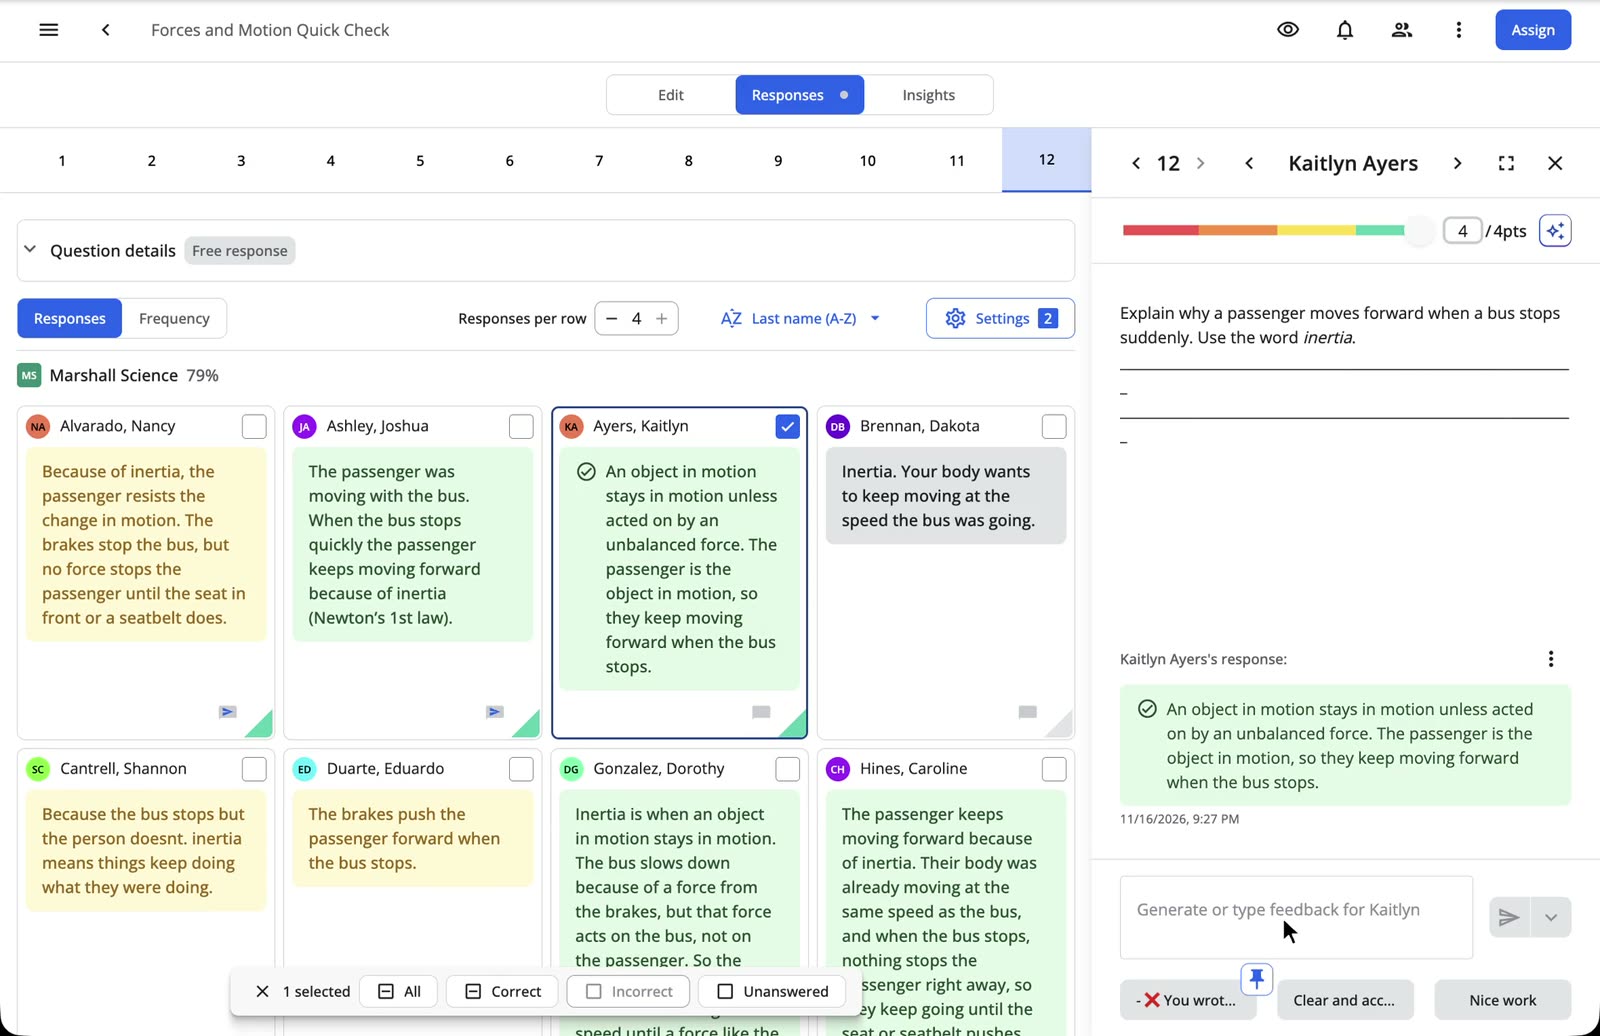 Forces and Motion Quick Check
Assign
Edit
Responses
Insights
1 2 3 4 5 6 7 8 9 10 11 12
Question details Free response
Responses
Frequency
Responses per row
4
AZ Last name (A-Z)
Settings 2
MS Marshall Science 79%
NA Alvarado, Nancy
Because of inertia, the
passenger resists the
change in motion. The
brakes stop the bus, but
no force stops the
passenger until the seat in
front or a seatbelt does.
JA Ashley, Joshua
The passenger was
moving with the bus.
When the bus stops
quickly the passenger
keeps moving forward
because of inertia
(Newton’s 1st law).
KA Ayers, Kaitlyn
An object in motion
stays in motion unless
acted on by an
unbalanced force. The
passenger is the
object in motion, so
they keep moving
forward when the bus
stops.
DB Brennan, Dakota
Inertia. Your body wants
to keep moving at the
speed the bus was going.
SC Cantrell, Shannon
Because the bus stops but
the person doesnt. inertia
means things keep doing
what they were doing.
ED Duarte, Eduardo
The brakes push the
passenger forward when
the bus stops.
DG Gonzalez, Dorothy
Inertia is when an object
in motion stays in motion.
The bus slows down
because of a force from
the brakes, but that force
acts on the bus, not on
the passenger. So the
speed until a force like the
CH Hines, Caroline
The passenger keeps
moving forward because
of inertia. Their body was
already moving at the
same speed as the bus,
and when the bus stops,
nothing stops the
ssenger right away, so
ey keep going until the
seat or seatbelt pushes
1 selected
All
Correct
Incorrect
Unanswered
12
Kaitlyn Ayers
4 / 4pts
Explain why a passenger moves forward when a bus stops
suddenly. Use the word inertia.
–
–
Kaitlyn Ayers's response:
An object in motion stays in motion unless acted
on by an unbalanced force. The passenger is the
object in motion, so they keep moving forward
when the bus stops.
11/16/2026, 9:27 PM
Generate or type feedback for Kaitlyn
- ❌ You wrot...
Clear and acc...
Nice work